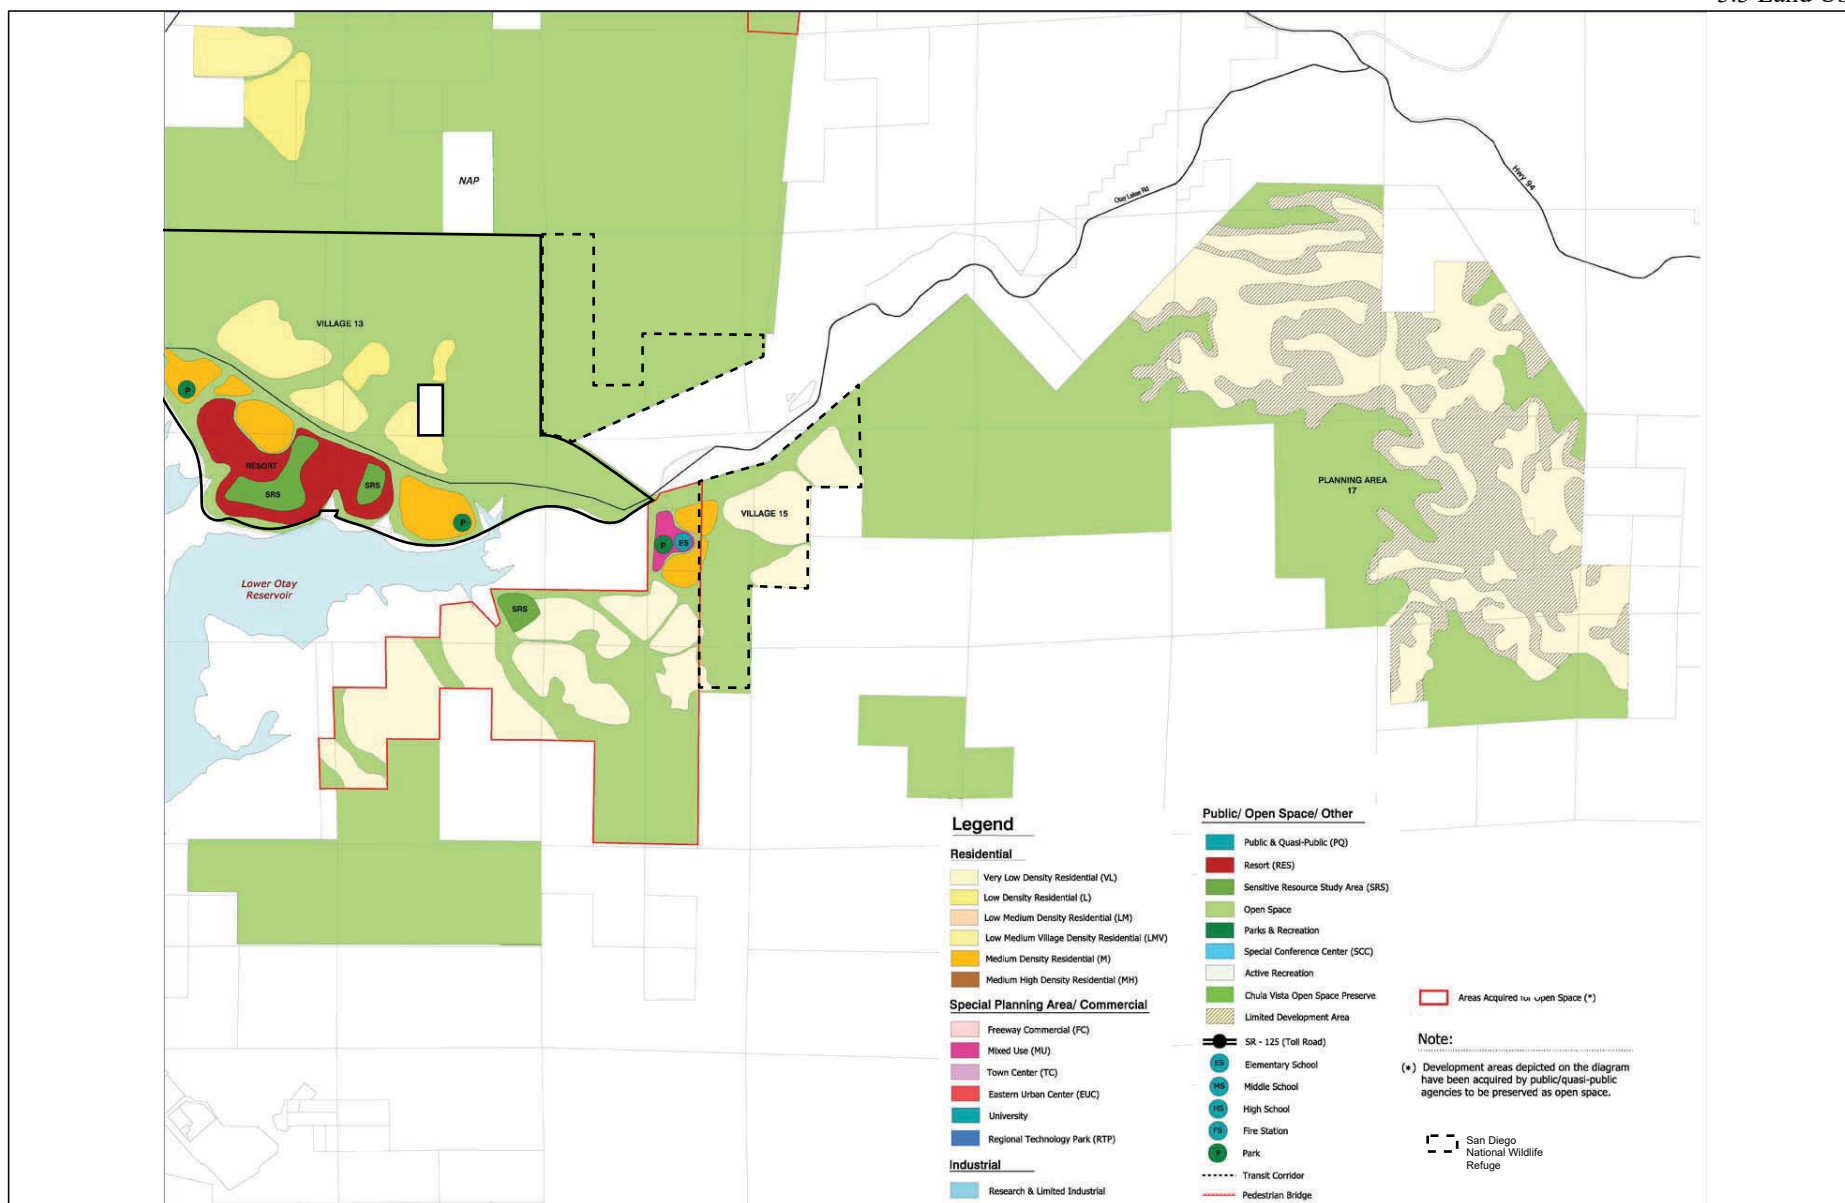 NAP
Hwy 94
Otay Lakes Rd
VILLAGE 13
P
RESORT
SRS
SRS
P
PLANNING AREA
17
VILLAGE 15
P
ES
Lower Otay
Reservoir
SRS
Legend
Residential
Very Low Density Residential (VL)
Low Density Residential (L)
Low Medium Density Residential (LM)
Low Medium Village Density Residential (LMV)
Medium Density Residential (M)
Medium High Density Residential (MH)
Special Planning Area/ Commercial
Freeway Commercial (FC)
Mixed Use (MU)
Town Center (TC)
Eastern Urban Center (EUC)
University
Regional Technology Park (RTP)
Industrial
Research & Limited Industrial
Public/ Open Space/ Other
Public & Quasi-Public (PQ)
Resort (RES)
Sensitive Resource Study Area (SRS)
Open Space
Parks & Recreation
Special Conference Center (SCC)
Active Recreation
Chula Vista Open Space Preserve
Limited Development Area
SR - 125 (Toll Road)
ES Elementary School
MS Middle School
HS High School
FS Fire Station
P Park
Transit Corridor
Pedestrian Bridge
Areas Acquired for Open Space (*)
Note:
(*) Development areas depicted on the diagram
have been acquired by public/quasi-public
agencies to be preserved as open space.
San Diego
National Wildlife
Refuge